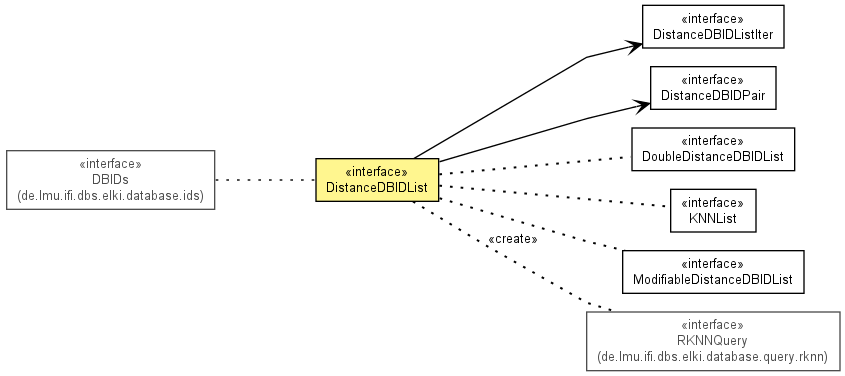 «interface»
DistanceDBIDListIter
«interface»
DistanceDBIDPair
«interface»
DoubleDistanceDBIDList
«interface»
DBIDs
(de.lmu.ifi.dbs.elki.database.ids)
«interface»
DistanceDBIDList
«interface»
KNNList
«create»
«interface»
ModifiableDistanceDBIDList
«interface»
RKNNQuery
(de.lmu.ifi.dbs.elki.database.query.rknn)